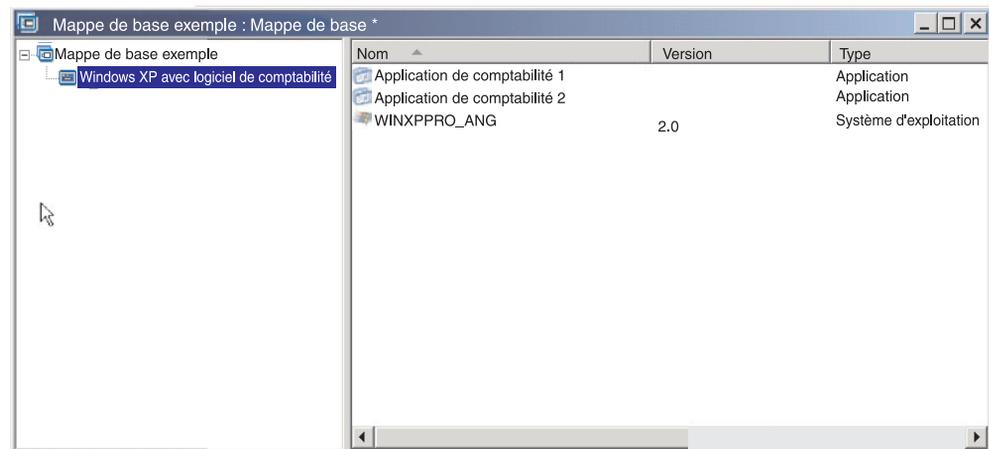 Mappe de base exemple : Mappe de base *
Mappe de base exemple
Windows XP avec logiciel de comptabilité
Nom Version Type
Application de comptabilité 1 Application
Application de comptabilité 2 Application
WINXPPRO_ANG 2.0 Système d'exploitation